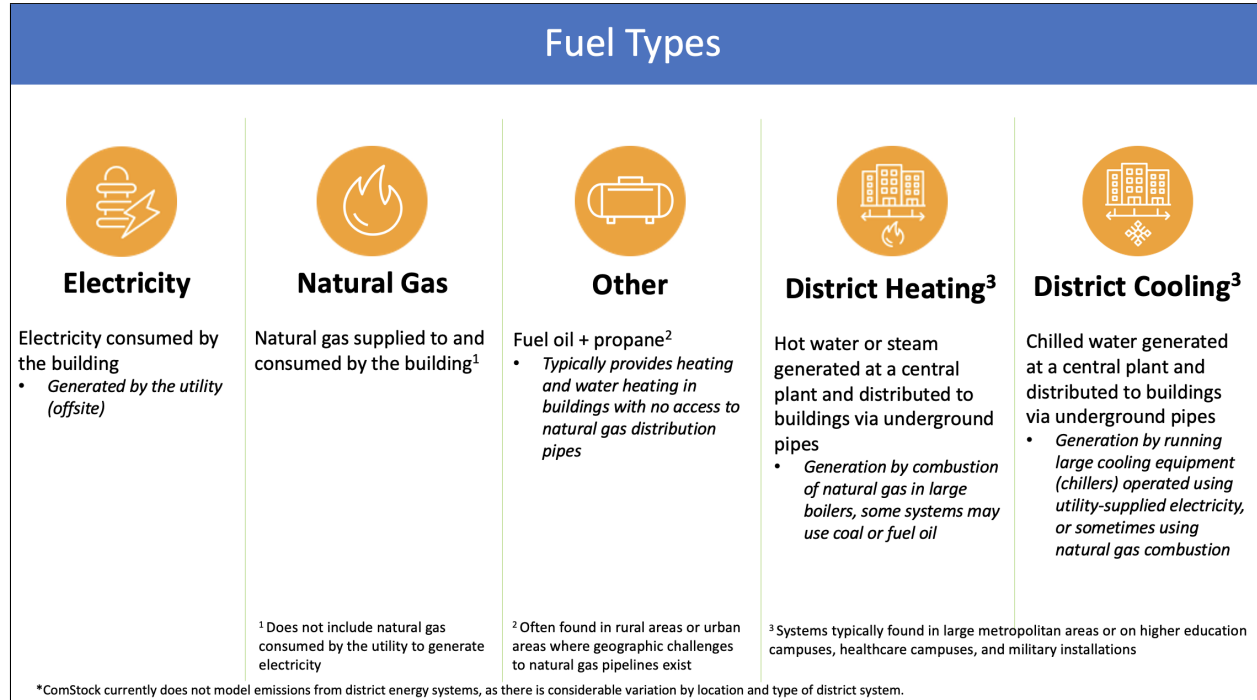 Fuel Types
Electricity
Electricity consumed by
the building
• Generated by the utility
(offsite)
Natural Gas
Natural gas supplied to and
consumed by the building¹
¹ Does not include natural gas
consumed by the utility to generate
electricity
Other
Fuel oil + propane²
• Typically provides heating
and water heating in
buildings with no access to
natural gas distribution
pipes
² Often found in rural areas or urban
areas where geographic challenges
to natural gas pipelines exist
District Heating³
Hot water or steam
generated at a central
plant and distributed to
buildings via underground
pipes
• Generation by combustion
of natural gas in large
boilers, some systems may
use coal or fuel oil
District Cooling³
Chilled water generated
at a central plant and
distributed to buildings
via underground pipes
• Generation by running
large cooling equipment
(chillers) operated using
utility-supplied electricity,
or sometimes using
natural gas combustion
³ Systems typically found in large metropolitan areas or on higher education
campuses, healthcare campuses, and military installations
*ComStock currently does not model emissions from district energy systems, as there is considerable variation by location and type of district system.